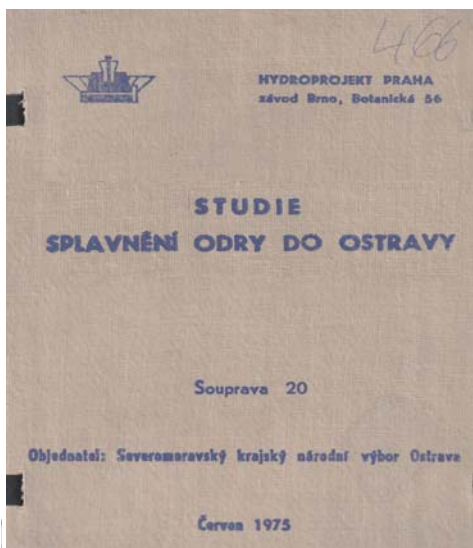 466
HYDROPROJEKT PRAHA
závod Brno, Botanická 56
STUDIE
SPLAVNĚNÍ ODRY DO OSTRAVY
Souprava 20
Objednatel: Severomoravský krajský národní výbor Ostrava
Červen 1975